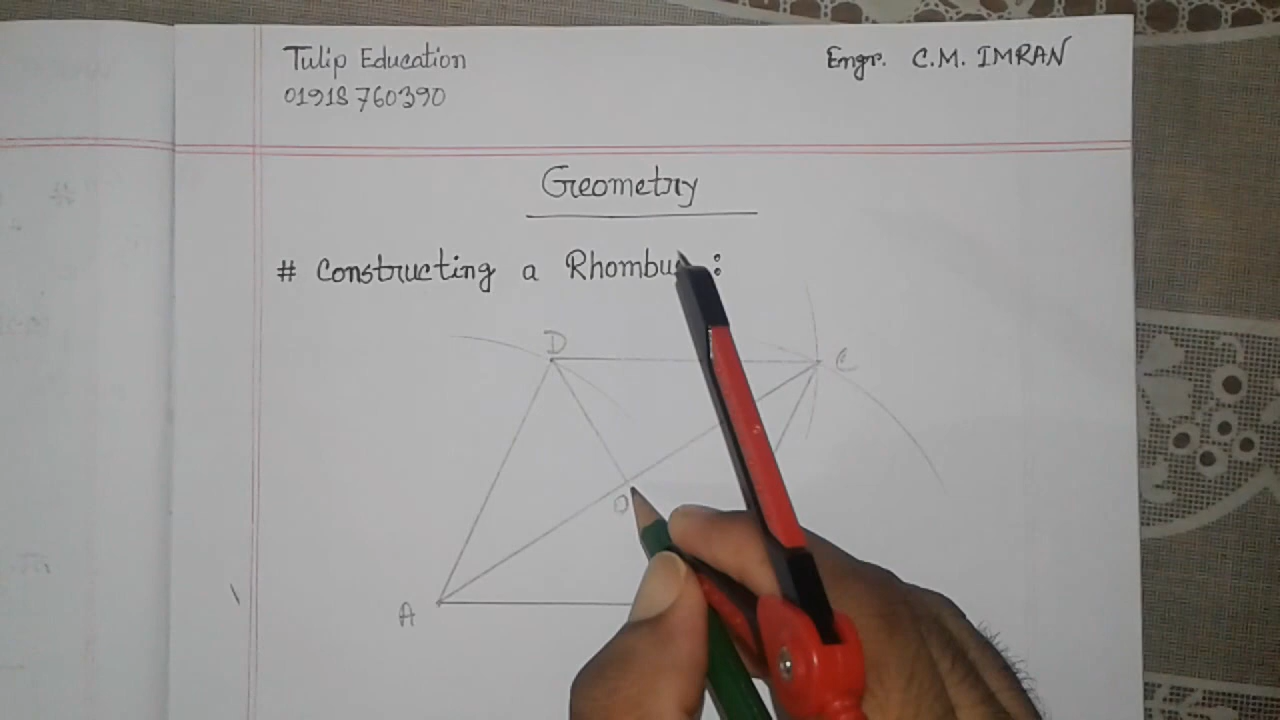 Tulip Education
Engr. C.M. IMRAN
01918760390
Geometry
# Constructing a Rhombus :
D
C
O
A